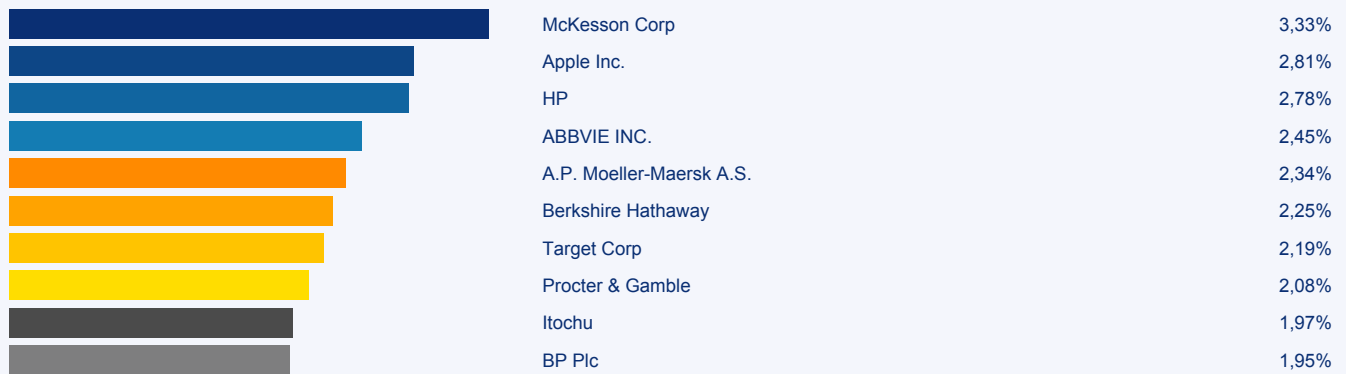 McKesson Corp 3,33%
Apple Inc. 2,81%
HP 2,78%
ABBVIE INC. 2,45%
A.P. Moeller-Maersk A.S. 2,34%
Berkshire Hathaway 2,25%
Target Corp 2,19%
Procter & Gamble 2,08%
Itochu 1,97%
BP Plc 1,95%